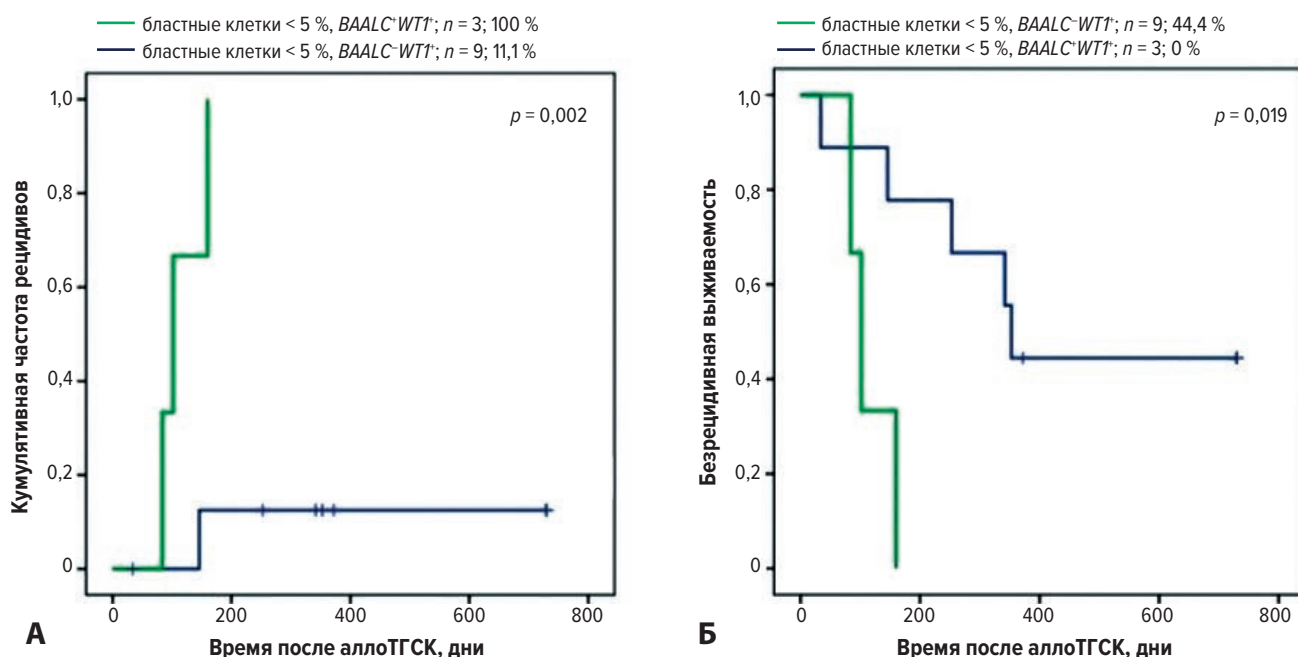 бластные клетки < 5 %, BAALC⁺WT1⁺; n = 3; 100 %
бластные клетки < 5 %, BAALC⁻WT1⁺; n = 9; 11,1 %
p = 0,002
Кумулятивная частота рецидивов
1,0
0,8
0,6
0,4
0,2
0
0 200 400 600 800
Время после аллоТГСК, дни
А
бластные клетки < 5 %, BAALC⁻WT1⁺; n = 9; 44,4 %
бластные клетки < 5 %, BAALC⁺WT1⁺; n = 3; 0 %
p = 0,019
Безрецидивная выживаемость
1,0
0,8
0,6
0,4
0,2
0
0 200 400 600 800
Время после аллоТГСК, дни
Б